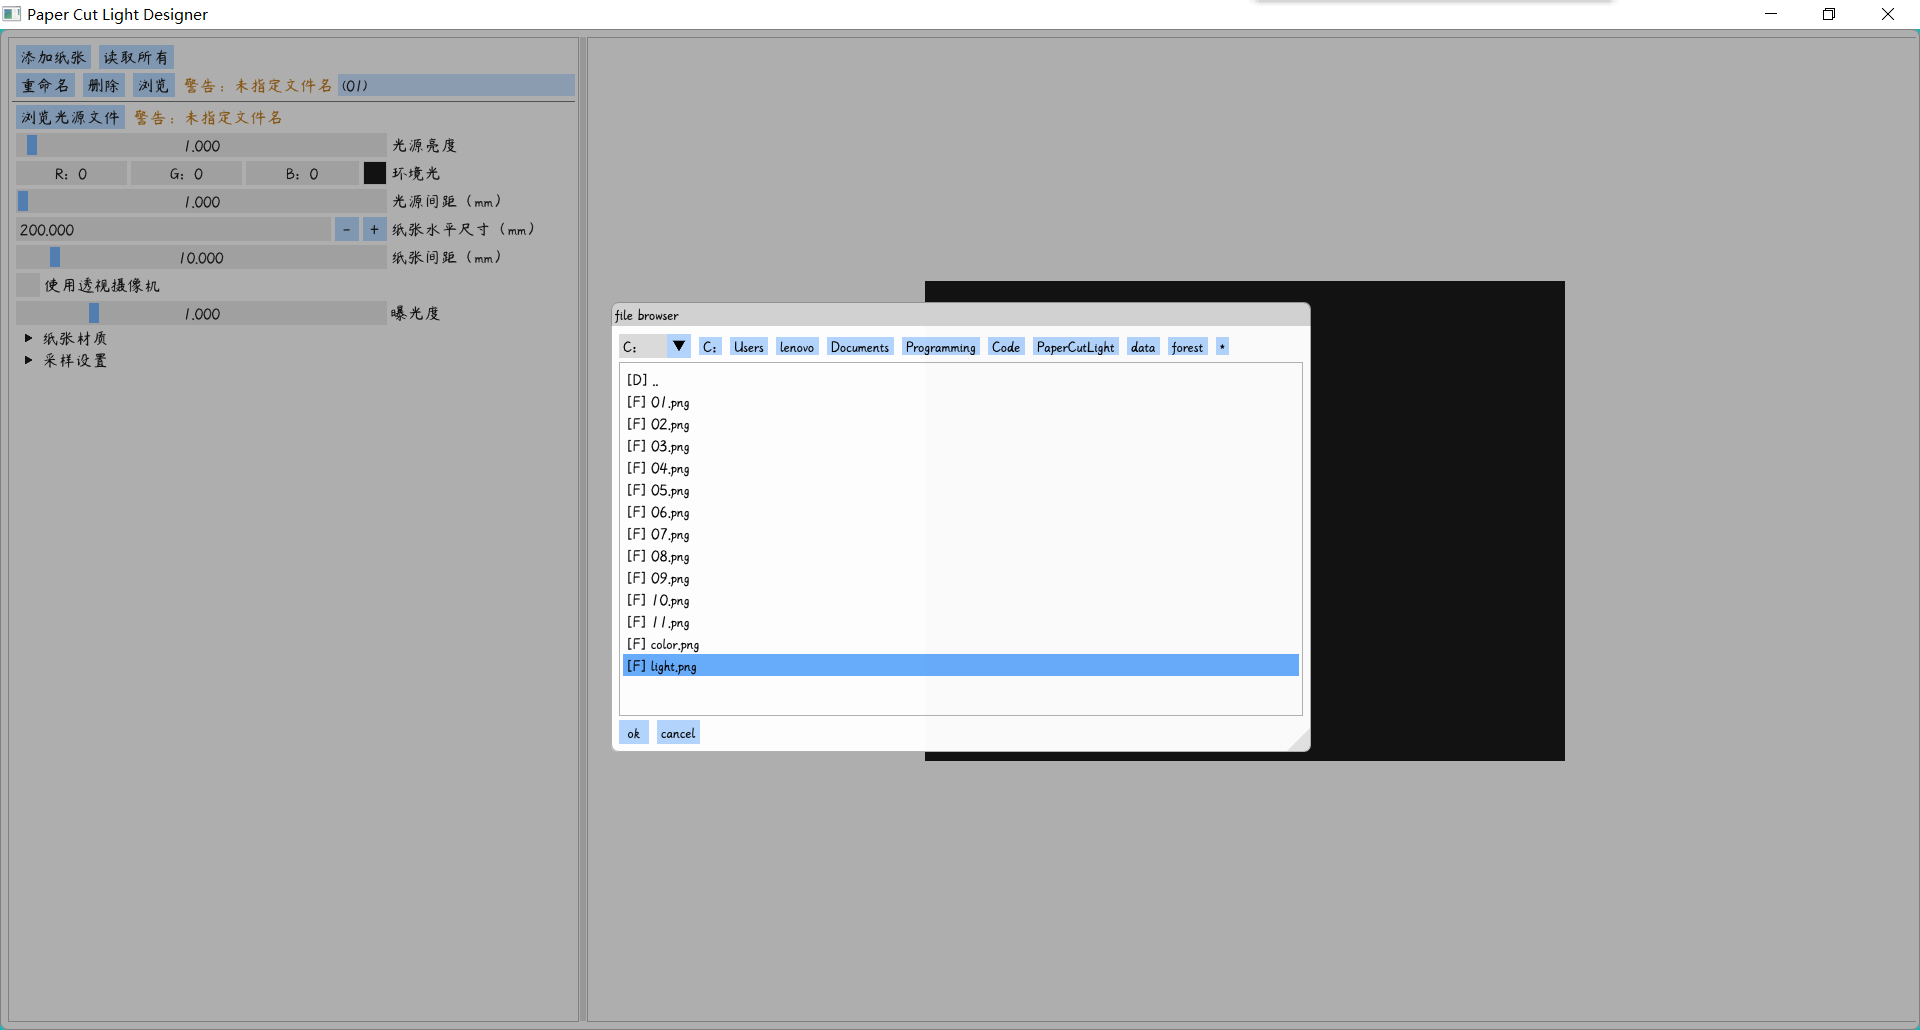 Paper Cut Light Designer
添加纸张 读取所有
重命名 删除 浏览 警告：未指定文件名 (01)
浏览光源文件 警告：未指定文件名
1.000 光源亮度
R: 0 G: 0 B: 0 环境光
1.000 光源间距（mm）
200.000 - + 纸张水平尺寸（mm）
10.000 纸张间距（mm）
使用透视摄像机
1.000 曝光度
纸张材质
采样设置
file browser
C: C: Users lenovo Documents Programming Code PaperCutLight data forest *
[D] ..
[F] 01.png
[F] 02.png
[F] 03.png
[F] 04.png
[F] 05.png
[F] 06.png
[F] 07.png
[F] 08.png
[F] 09.png
[F] 10.png
[F] 11.png
[F] color.png
[F] light.png
ok cancel